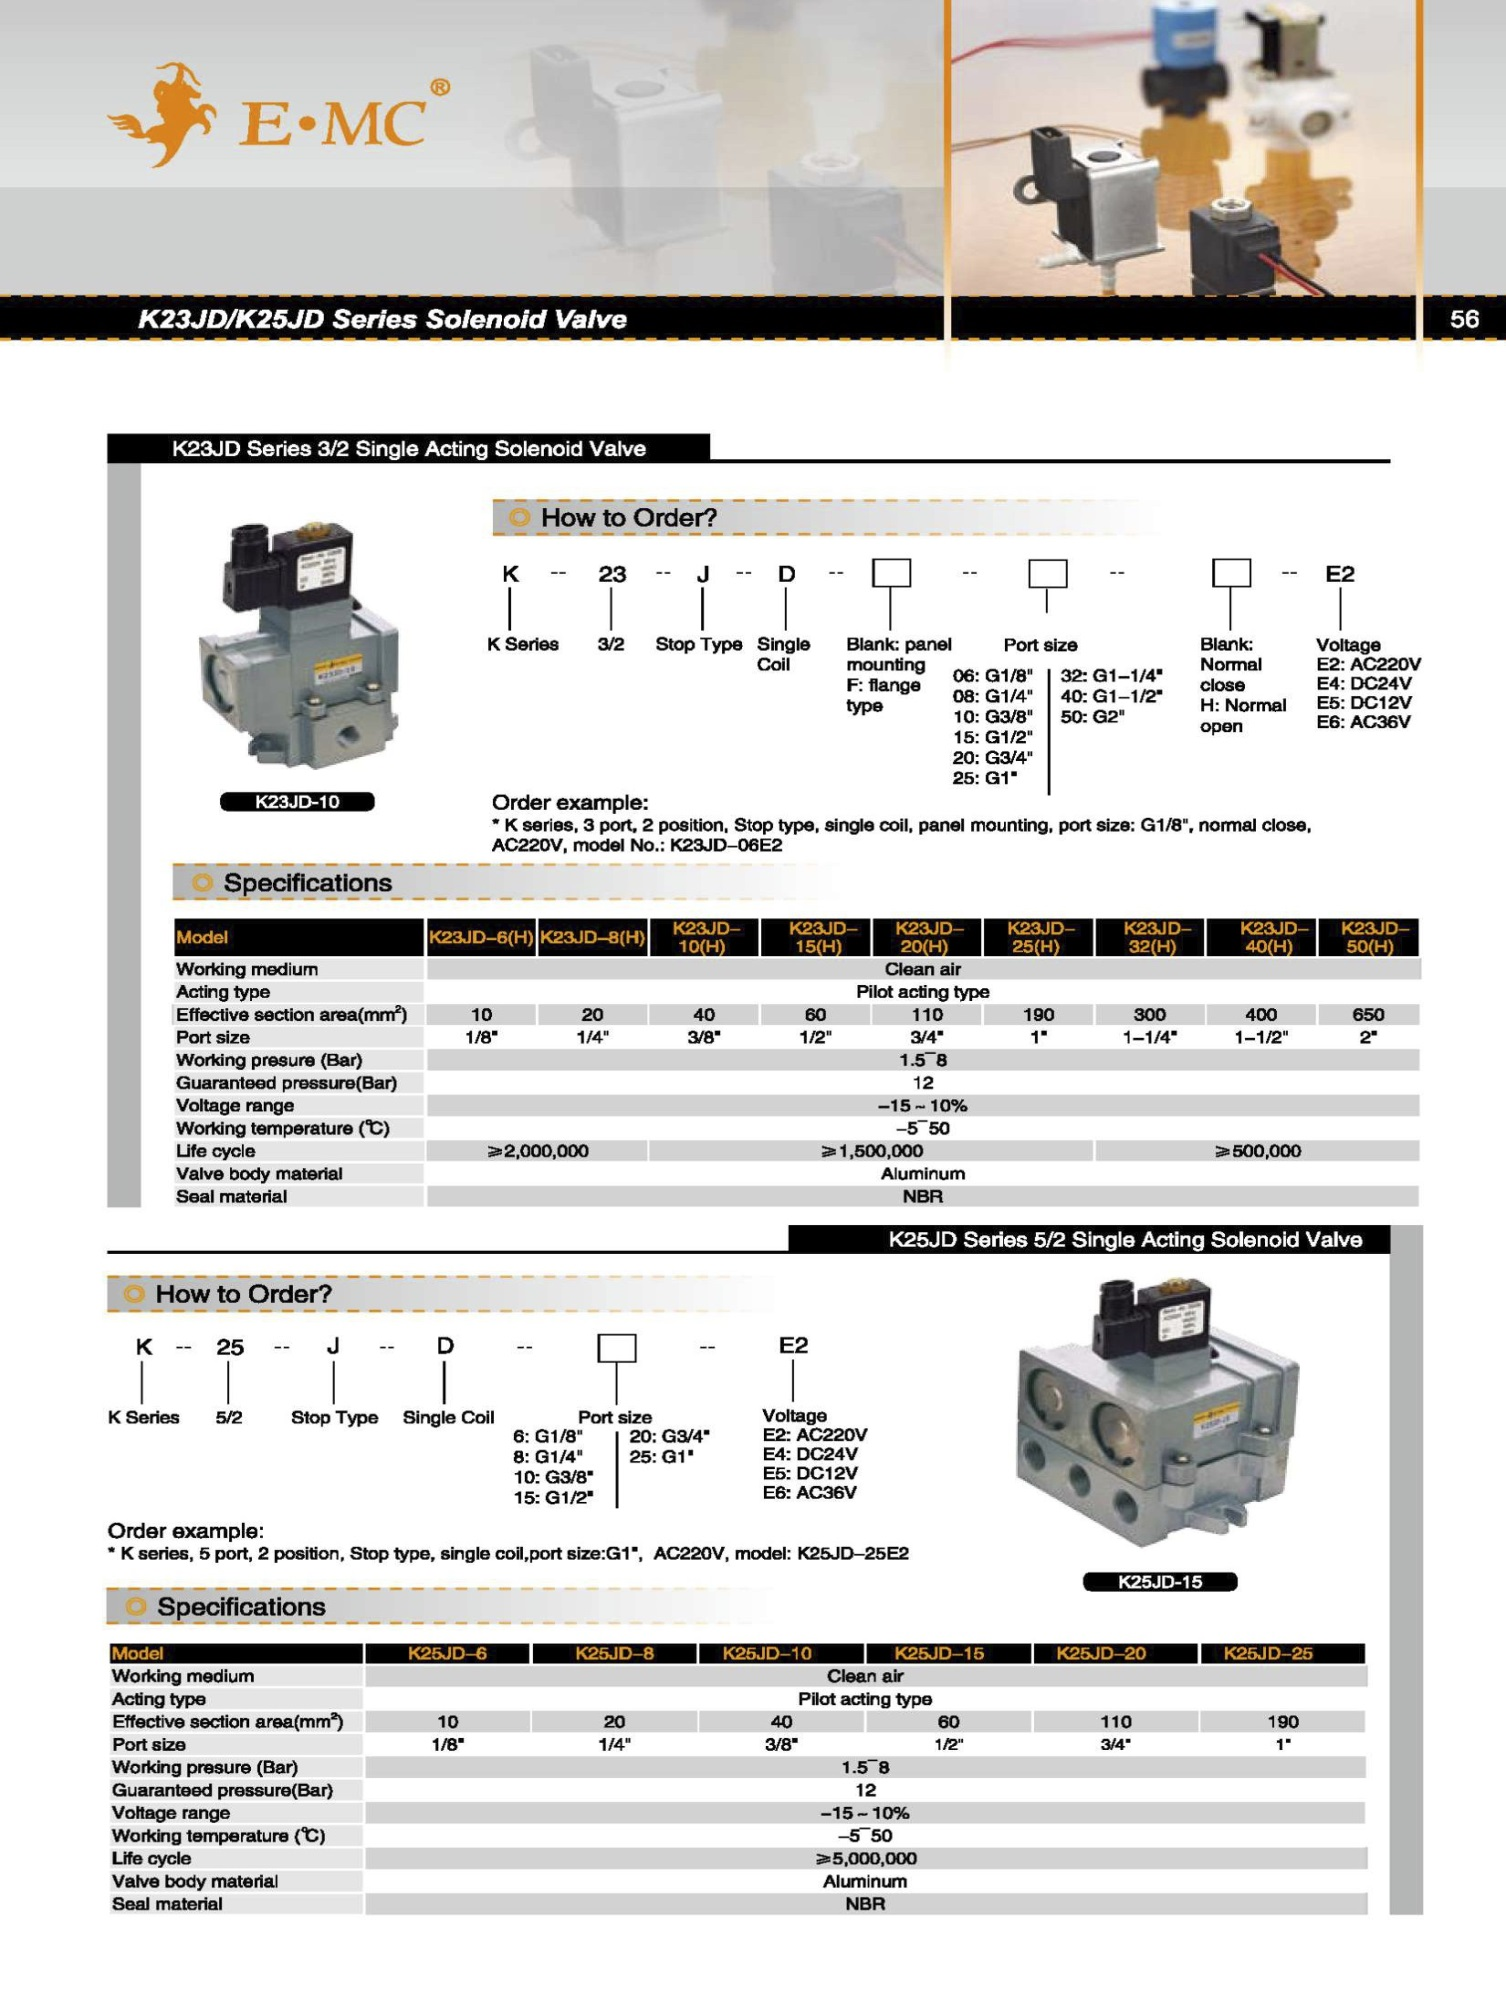 E•MC®
K23JD/K25JD Series Solenoid Valve
56
K23JD Series 3/2 Single Acting Solenoid Valve
How to Order?
K -- 23 -- J -- D -- -- -- -- E2
K Series 3/2 Stop Type Single Coil
Blank: panel mounting
F: flange type
Port size
06: G1/8"
08: G1/4"
10: G3/8"
15: G1/2"
20: G3/4"
25: G1"
32: G1-1/4"
40: G1-1/2"
50: G2"
Blank: Normal close
H: Normal open
Voltage
E2: AC220V
E4: DC24V
E5: DC12V
E6: AC36V
K23JD-10
Order example:
* K series, 3 port, 2 position, Stop type, single coil, panel mounting, port size: G1/8", normal close,
AC220V, model No.: K23JD-06E2
Specifications
Model K23JD-6(H) K23JD-8(H) K23JD-10(H) K23JD-15(H) K23JD-20(H) K23JD-25(H) K23JD-32(H) K23JD-40(H) K23JD-50(H)
Working medium Clean air
Acting type Pilot acting type
Effective section area(mm²) 10 20 40 60 110 190 300 400 650
Port size 1/8" 1/4" 3/8" 1/2" 3/4" 1" 1-1/4" 1-1/2" 2"
Working presure (Bar) 1.5¯8
Guaranteed pressure(Bar) 12
Voltage range -15 ~ 10%
Working temperature (℃) -5¯50
Life cycle ⩾2,000,000 ⩾1,500,000 ⩾500,000
Valve body material Aluminum
Seal material NBR
K25JD Series 5/2 Single Acting Solenoid Valve
How to Order?
K -- 25 -- J -- D -- -- E2
K Series 5/2 Stop Type Single Coil
Port size
6: G1/8"
8: G1/4"
10: G3/8"
15: G1/2"
20: G3/4"
25: G1"
Voltage
E2: AC220V
E4: DC24V
E5: DC12V
E6: AC36V
Order example:
* K series, 5 port, 2 position, Stop type, single coil,port size:G1", AC220V, model: K25JD-25E2
K25JD-15
Specifications
Model K25JD-6 K25JD-8 K25JD-10 K25JD-15 K25JD-20 K25JD-25
Working medium Clean air
Acting type Pilot acting type
Effective section area(mm²) 10 20 40 60 110 190
Port size 1/8" 1/4" 3/8" 1/2" 3/4" 1"
Working presure (Bar) 1.5¯8
Guaranteed pressure(Bar) 12
Voltage range -15 ~ 10%
Working temperature (℃) -5¯50
Life cycle ⩾5,000,000
Valve body material Aluminum
Seal material NBR